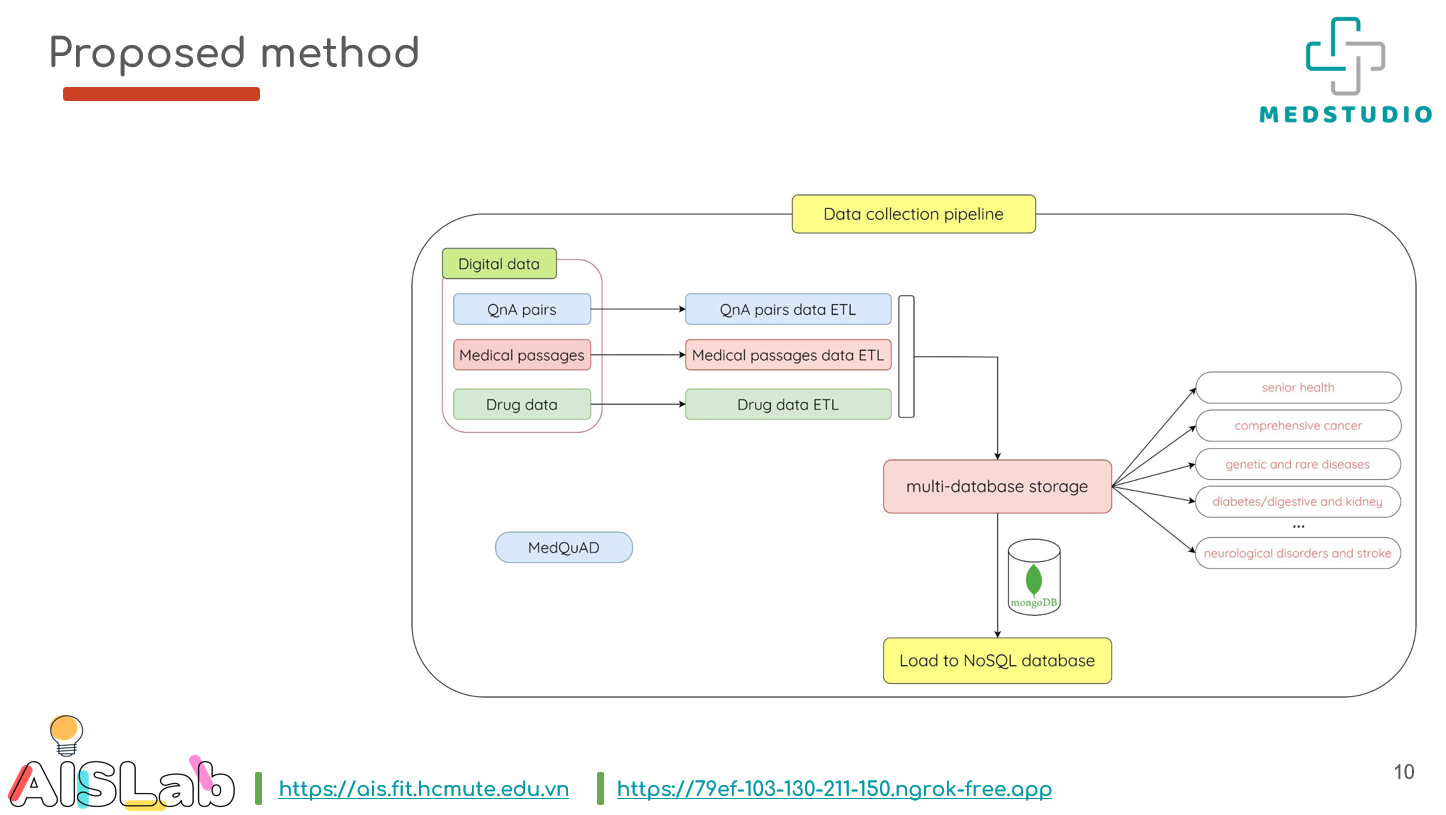 Proposed method
MEDSTUDIO
Data collection pipeline
Digital data
QnA pairs
QnA pairs data ETL
Medical passages
Medical passages data ETL
Drug data
Drug data ETL
senior health
comprehensive cancer
genetic and rare diseases
diabetes/digestive and kidney
...
neurological disorders and stroke
multi-database storage
MedQuAD
mongoDB
Load to NoSQL database
AISLab
https://ais.fit.hcmute.edu.vn
https://79ef-103-130-211-150.ngrok-free.app
10